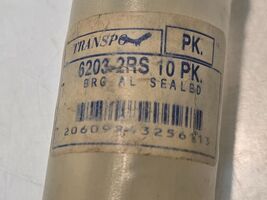 TRANSPO PK.
6203-2RS 10 PK.
BRG AL SEALED